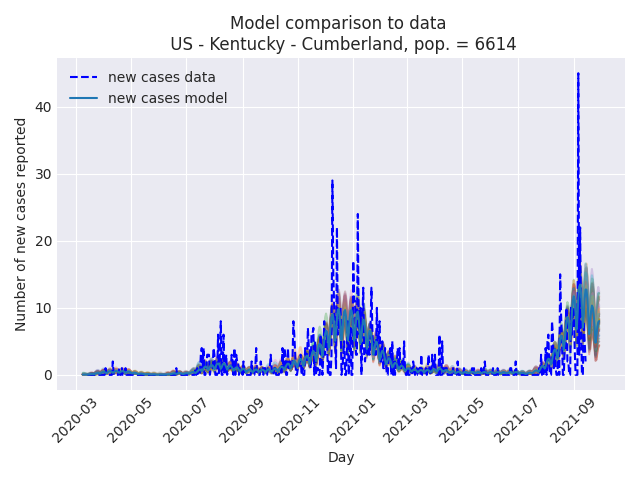 Model comparison to data
US - Kentucky - Cumberland, pop. = 6614
new cases data
new cases model
Number of new cases reported
40
30
20
10
0
2020-03
2020-05
2020-07
2020-09
2020-11
2021-01
2021-03
2021-05
2021-07
2021-09
Day